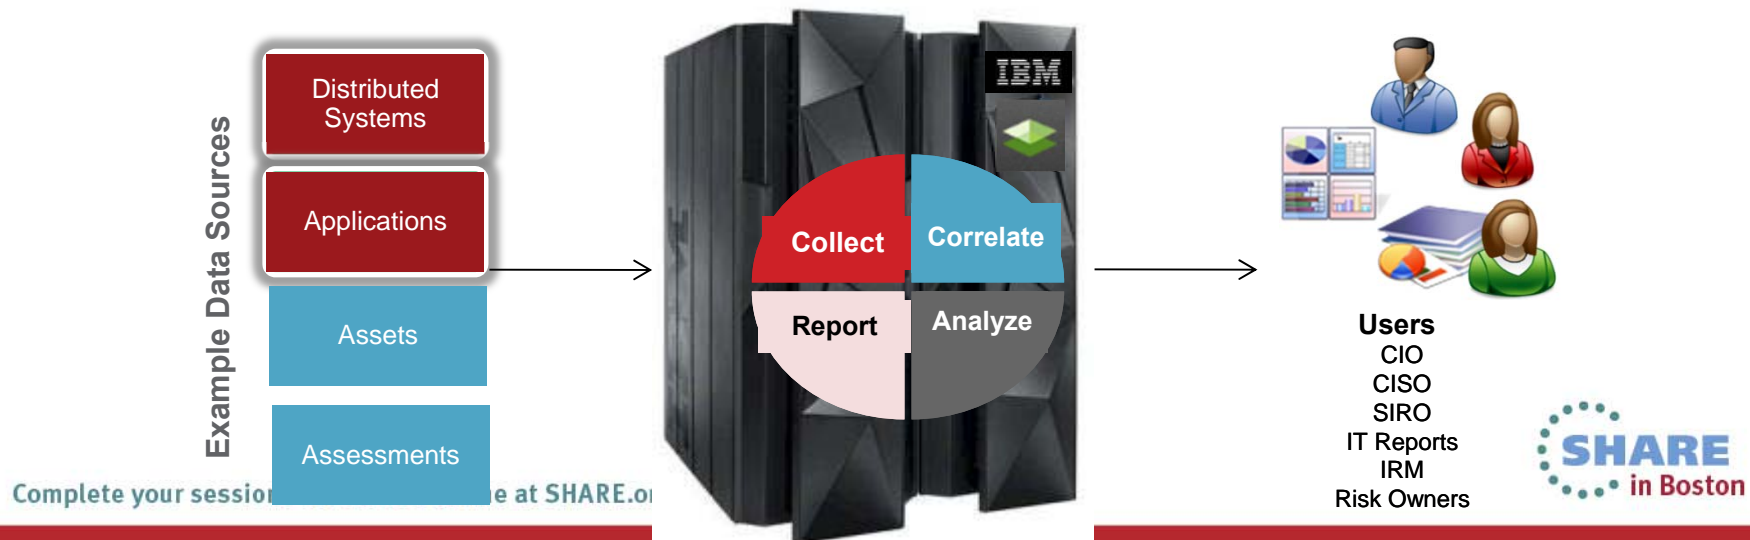 Example Data Sources
Distributed
Systems
Applications
Assets
Assessments
IBM
Collect
Correlate
Report
Analyze
Users
CIO
CISO
SIRO
IT Reports
IRM
Risk Owners
Complete your session
e at SHARE.o
SHARE
in Boston